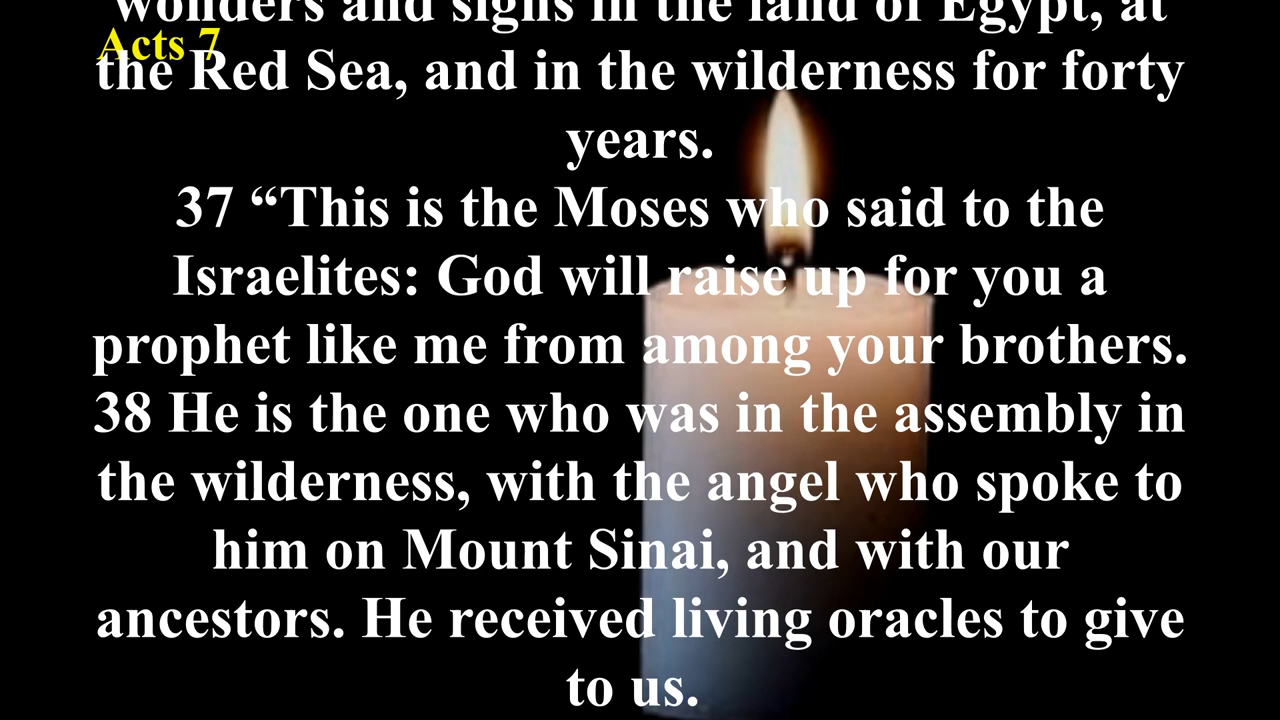 wonders and signs in the land of Egypt, at
Acts 7
the Red Sea, and in the wilderness for forty
years.
37 “This is the Moses who said to the
Israelites: God will raise up for you a
prophet like me from among your brothers.
38 He is the one who was in the assembly in
the wilderness, with the angel who spoke to
him on Mount Sinai, and with our
ancestors. He received living oracles to give
to us.